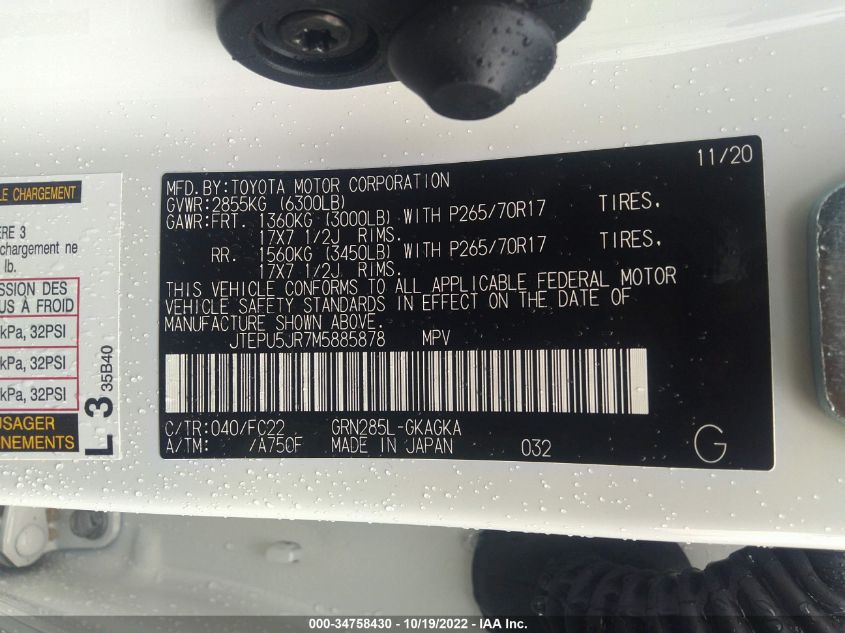 LE CHARGEMENT
ÈRE 3
chargement ne
lb.
SSION DES
US À FROID
kPa, 32PSI
kPa, 32PSI
kPa, 32PSI
USAGER
NEMENTS
L 3 35B40
11/20
MFD. BY: TOYOTA MOTOR CORPORATION
GVWR: 2855KG (6300LB)
GAWR: FRT. 1360KG (3000LB) WITH P265/70R17 TIRES,
17X7 1/2J RIMS.
RR. 1560KG (3450LB) WITH P265/70R17 TIRES,
17X7 1/2J RIMS.
THIS VEHICLE CONFORMS TO ALL APPLICABLE FEDERAL MOTOR
VEHICLE SAFETY STANDARDS IN EFFECT ON THE DATE OF
MANUFACTURE SHOWN ABOVE.
JTEPU5JR7M5885878 MPV
C/TR: 040/FC22 GRN285L-GKAGKA
A/TM: /A750F MADE IN JAPAN 032
G
000-34758430 - 10/19/2022 - IAA Inc.